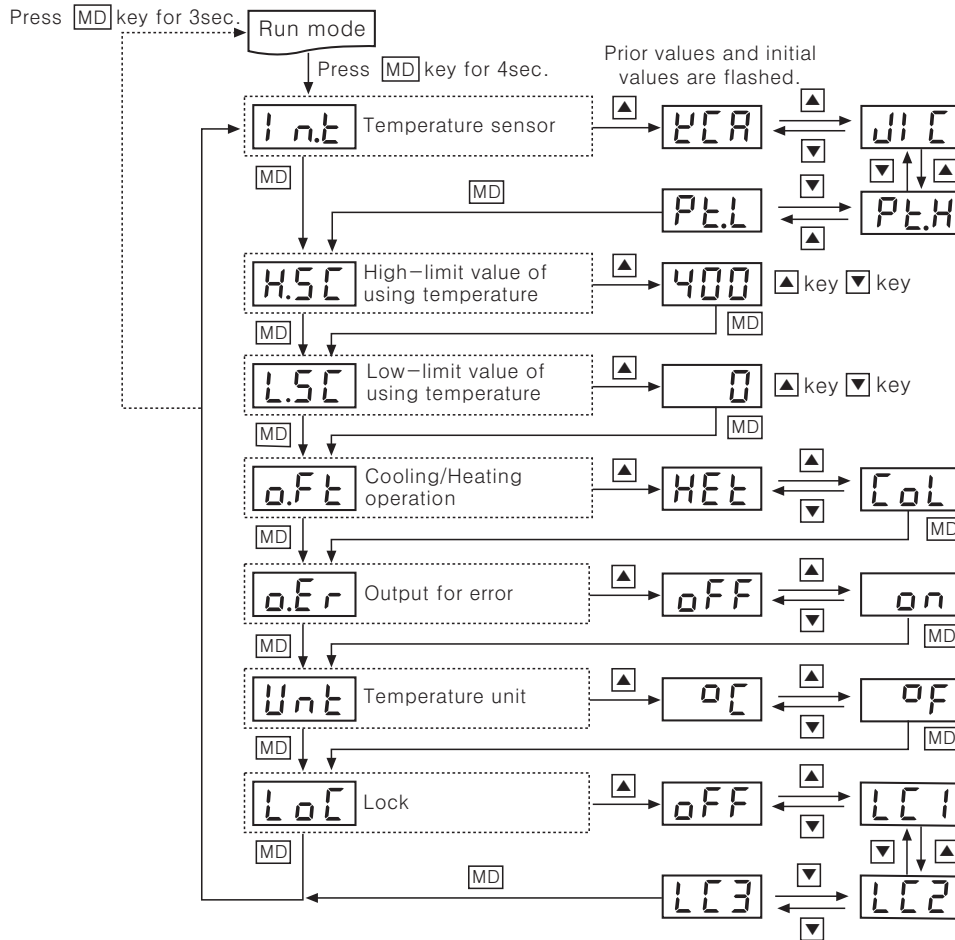 Press MD key for 3sec.
Run mode
Press MD key for 4sec.
Prior values and initial
values are flashed.
In.t
Temperature sensor
▲
KCA
▲
▼
JIC
MD
MD
▼
▲
Pt.L
▼
▲
Pt.H
H.SC
High-limit value of
using temperature
▲
400
▲ key ▼ key
MD
MD
L.SC
Low-limit value of
using temperature
▲
0
▲ key ▼ key
MD
MD
o.Ft
Cooling/Heating
operation
▲
HEt
▲
▼
CoL
MD
MD
o.Er
Output for error
▲
oFF
▲
▼
on
MD
MD
Unt
Temperature unit
▲
°C
▲
▼
°F
MD
MD
LoC
Lock
▲
oFF
▲
▼
LC1
MD
▼
▲
MD
LC3
▼
▼
LC2